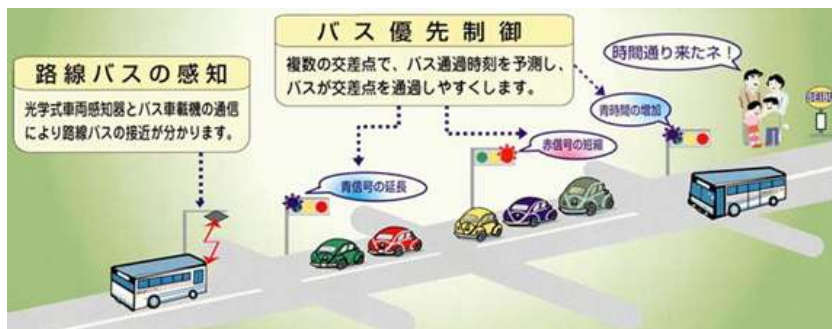 バス優先制御
複数の交差点で、バス通過時刻を予測し、
バスが交差点を通過しやすくします。
路線バスの感知
光学式車両感知器とバス車載機の通信
により路線バスの接近が分かります。
時間通り来たネ！
青時間の増加
赤信号の短縮
青信号の延長